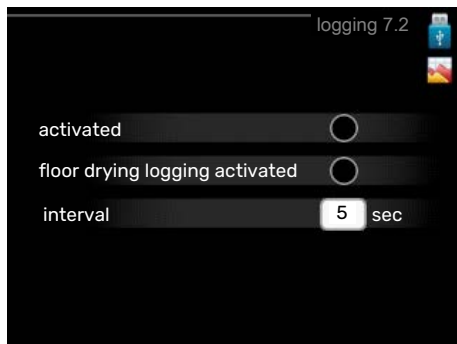 logging 7.2
activated
floor drying logging activated
interval 5 sec